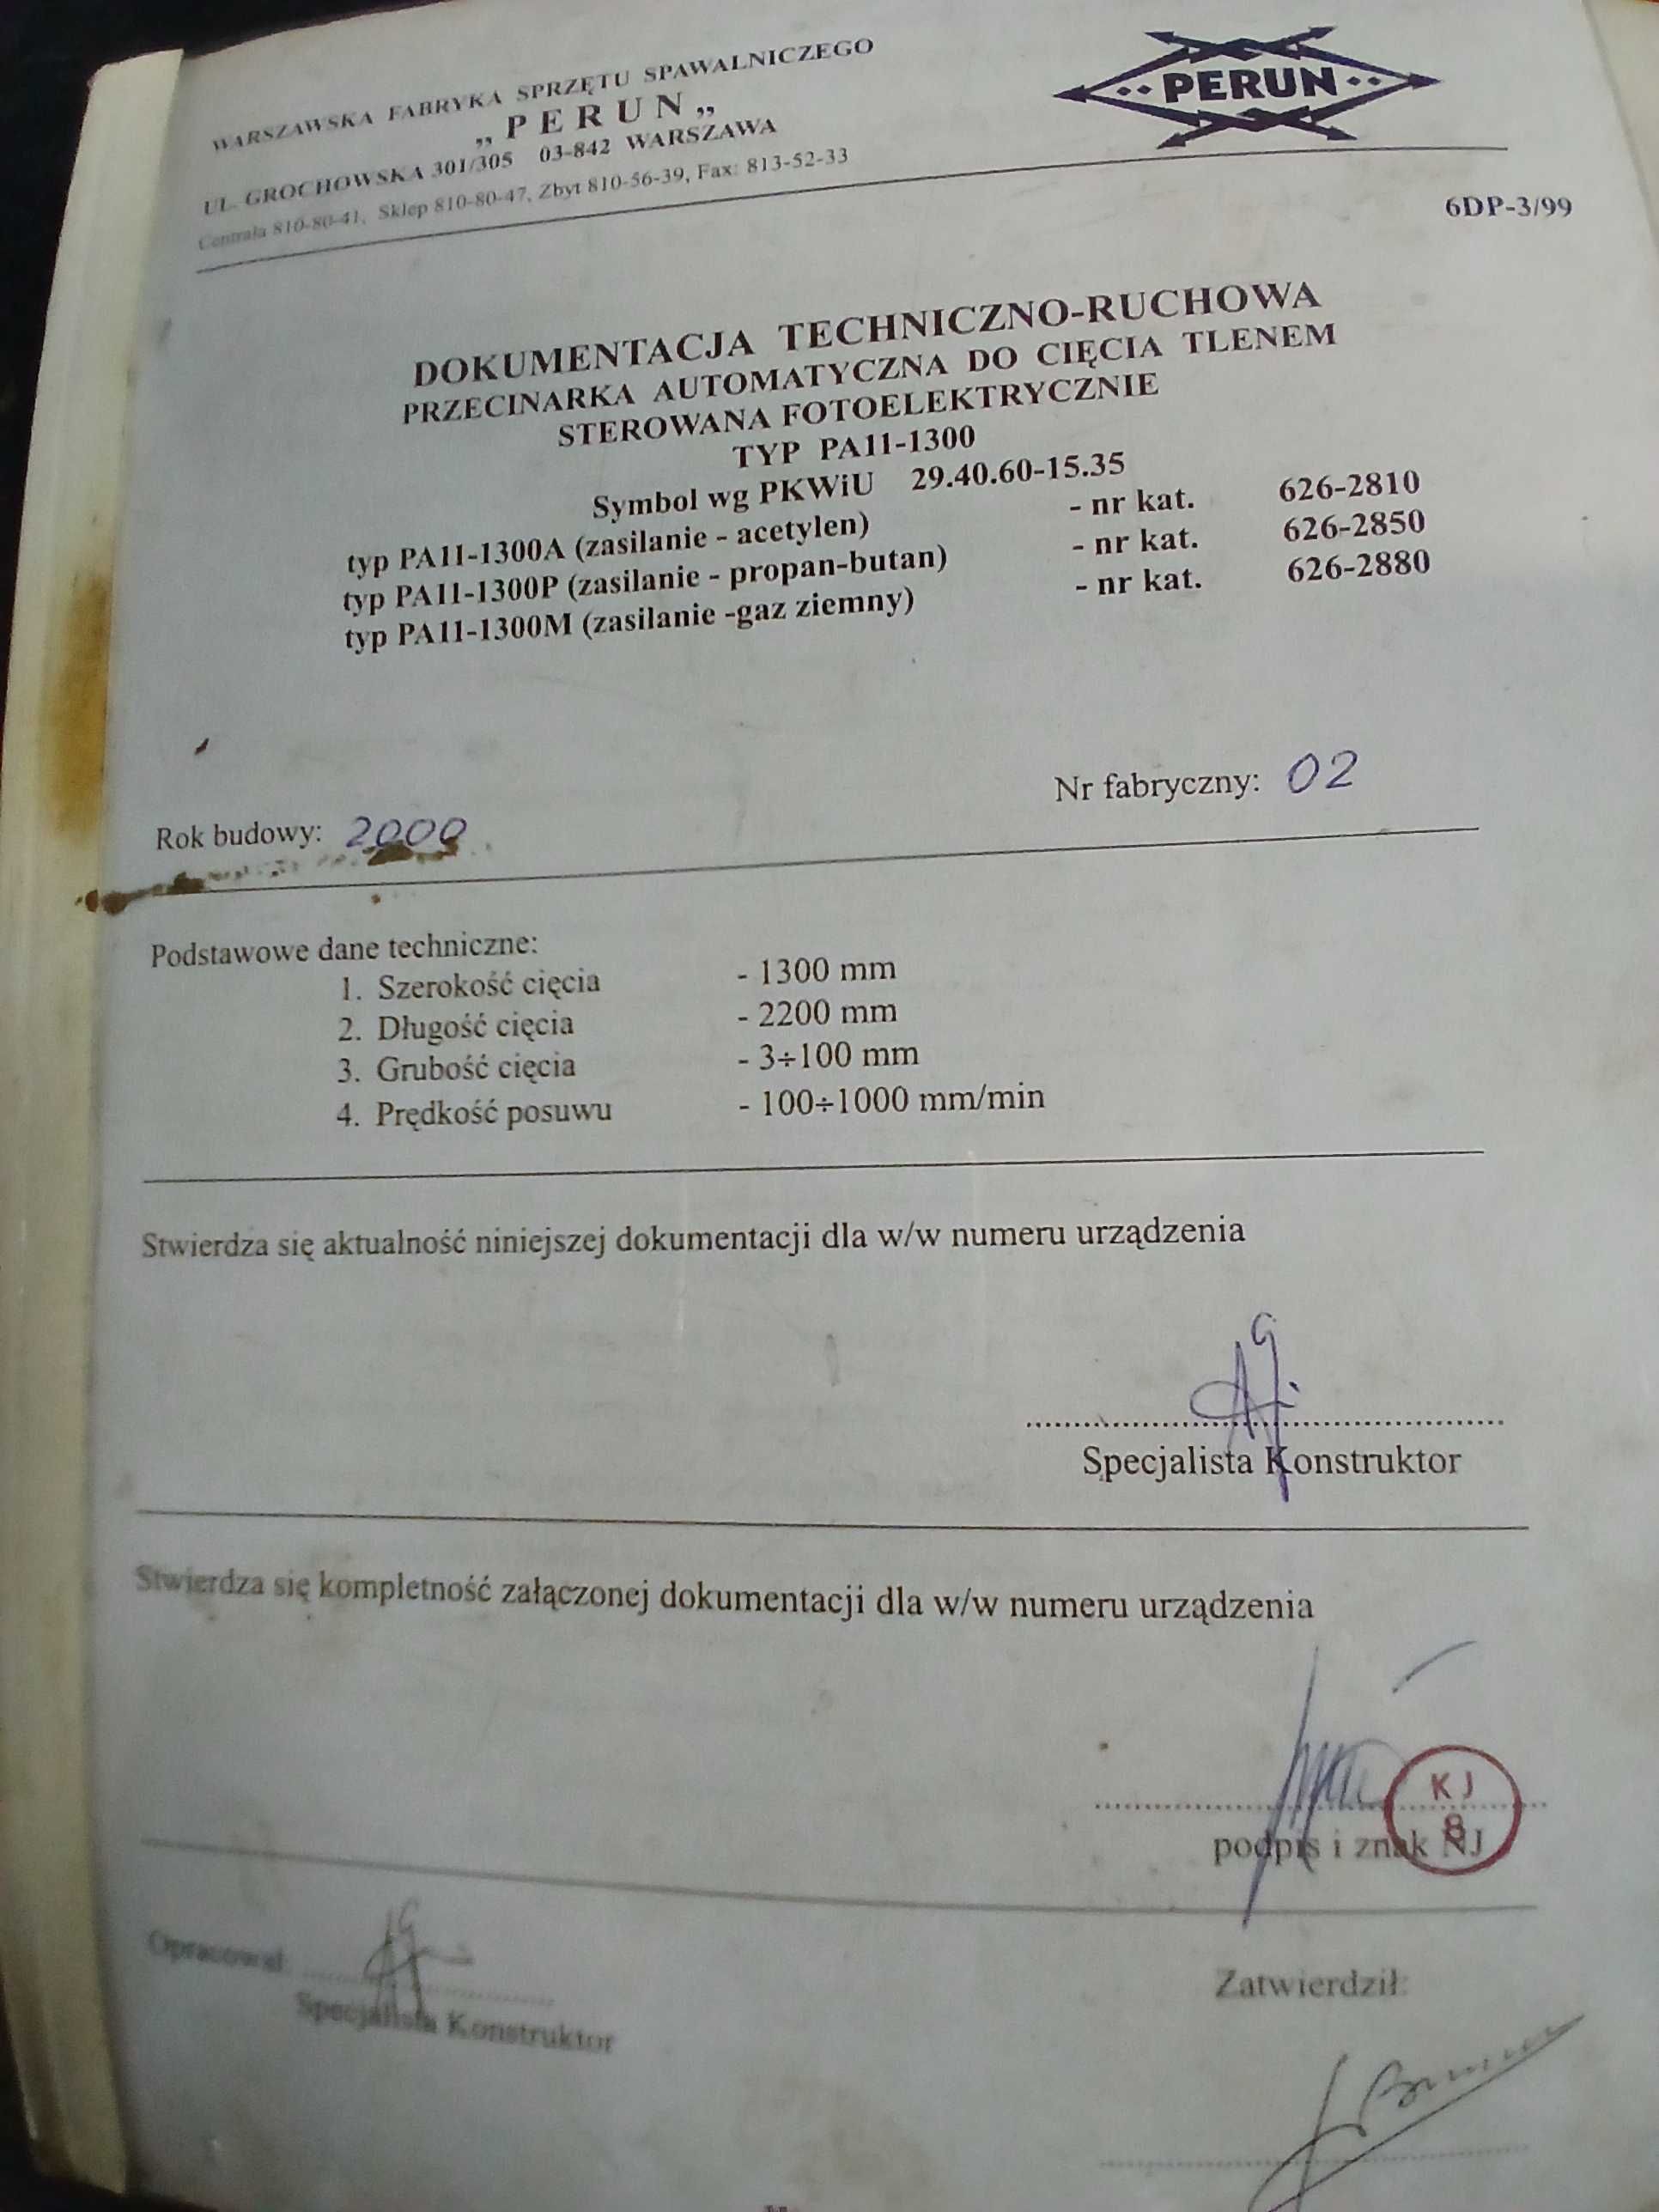 WARSZAWSKA FABRYKA SPRZĘTU SPAWALNICZEGO
„PERUN„
UL. GROCHOWSKA 301/305 03-842 WARSZAWA
Centrala 810-80-41, Sklep 810-80-47, Zbyt 810-56-39, Fax: 813-52-33
PERUN
6DP-3/99
DOKUMENTACJA TECHNICZNO-RUCHOWA
PRZECINARKA AUTOMATYCZNA DO CIĘCIA TLENEM
STEROWANA FOTOELEKTRYCZNIE
TYP PA11-1300
Symbol wg PKWiU 29.40.60-15.35
typ PA11-1300A (zasilanie - acetylen) - nr kat. 626-2810
typ PA11-1300P (zasilanie - propan-butan) - nr kat. 626-2850
typ PA11-1300M (zasilanie -gaz ziemny) - nr kat. 626-2880
Rok budowy: 2000 Nr fabryczny: 02
Podstawowe dane techniczne:
1. Szerokość cięcia - 1300 mm
2. Długość cięcia - 2200 mm
3. Grubość cięcia - 3÷100 mm
4. Prędkość posuwu - 100÷1000 mm/min
Stwierdza się aktualność niniejszej dokumentacji dla w/w numeru urządzenia
Specjalista Konstruktor
Stwierdza się kompletność załączonej dokumentacji dla w/w numeru urządzenia
KJ
8
podpis i znak NJ
Opracował:
Specjalista Konstruktor
Zatwierdził: